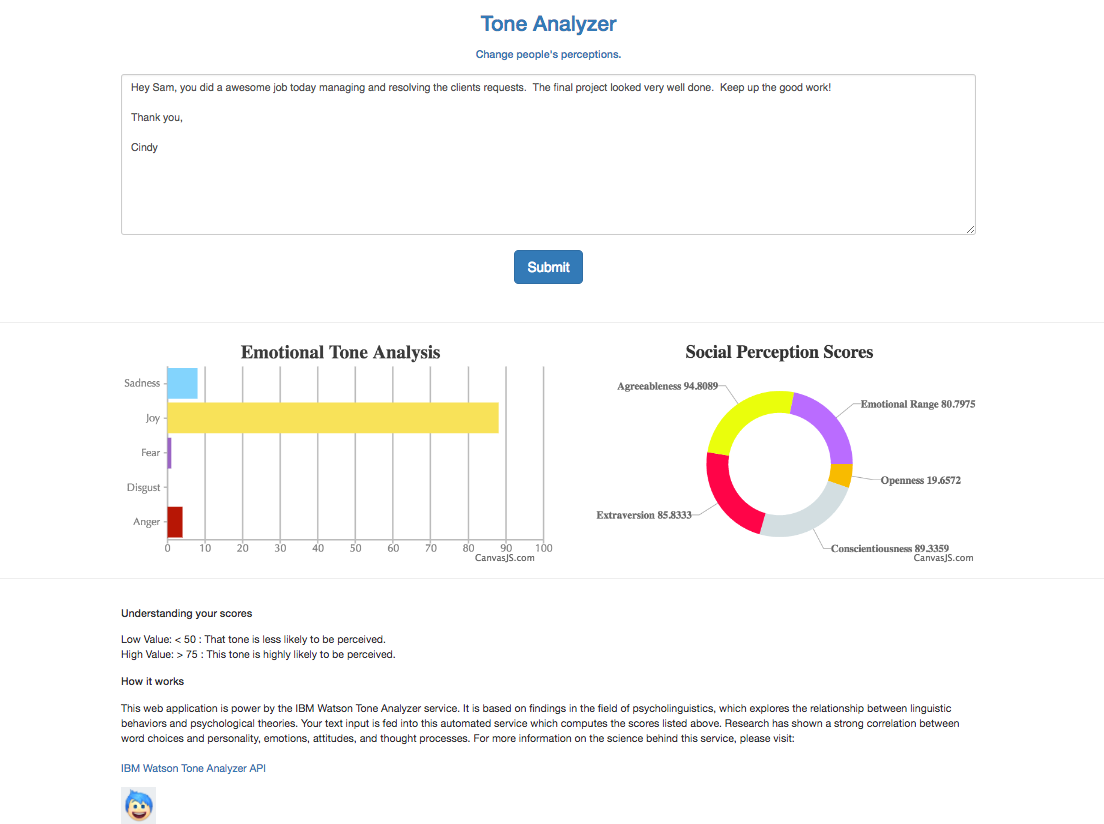 Tone Analyzer
Change people's perceptions.
Hey Sam, you did a awesome job today managing and resolving the clients requests.  The final project looked very well done.  Keep up the good work!
Thank you,
Cindy
Submit
Emotional Tone Analysis
Sadness
Joy
Fear
Disgust
Anger
0 10 20 30 40 50 60 70 80 90 100
CanvasJS.com
Social Perception Scores
Agreeableness 94.8089
Emotional Range 80.7975
Openness 19.6572
Extraversion 85.8333
Conscientiousness 89.3359
CanvasJS.com
Understanding your scores
Low Value: < 50 : That tone is less likely to be perceived.
High Value: > 75 : This tone is highly likely to be perceived.
How it works
This web application is power by the IBM Watson Tone Analyzer service. It is based on findings in the field of psycholinguistics, which explores the relationship between linguistic
behaviors and psychological theories. Your text input is fed into this automated service which computes the scores listed above. Research has shown a strong correlation between
word choices and personality, emotions, attitudes, and thought processes. For more information on the science behind this service, please visit:
IBM Watson Tone Analyzer API